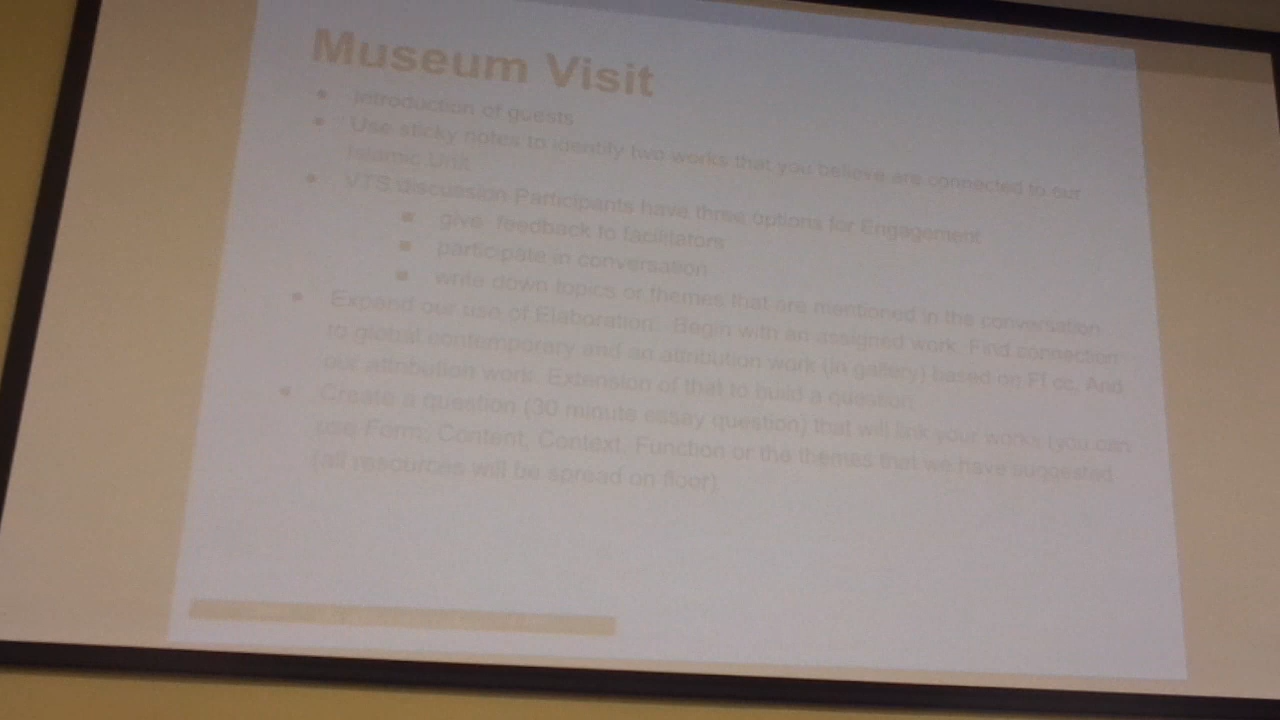 Museum Visit
Introduction of guests
Use sticky notes to identify two works that you believe are connected to our
Islamic Unit
VTS discussion Participants have three options for Engagement
give feedback to facilitators
participate in conversation
write down topics or themes that are mentioned in the conversation
Expand our use of Elaboration. Begin with an assigned work. Find connection
to global contemporary and an attribution work (in gallery) based on Ff cc. And
our attribution work. Extension of that to build a question
Create a question (30 minute essay question) that will link your works (you can
use Form, Content, Context, Function or the themes that we have suggested
(all resources will be spread on floor)